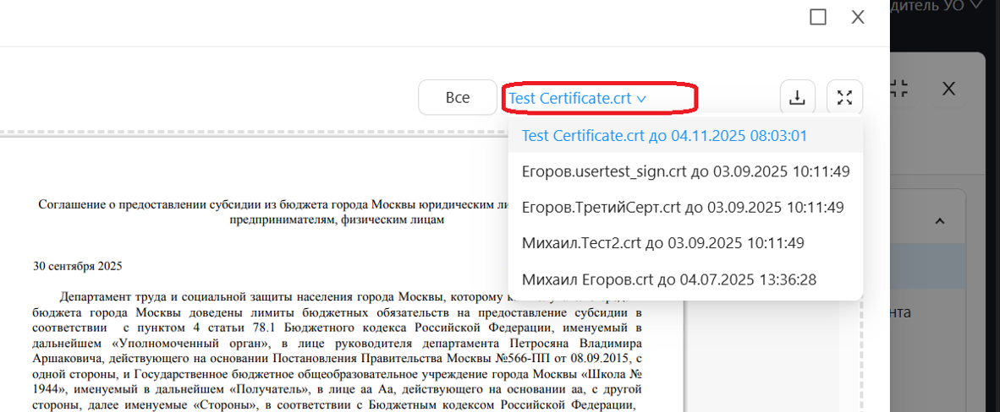 дитель УО
Все
Test Certificate.crt
Test Certificate.crt до 04.11.2025 08:03:01
Егоров.usertest_sign.crt до 03.09.2025 10:11:49
Егоров.ТретийСерт.crt до 03.09.2025 10:11:49
Михаил.Тест2.crt до 03.09.2025 10:11:49
Михаил Егоров.crt до 04.07.2025 13:36:28
Соглашение о предоставлении субсидии из бюджета города Москвы юридическим
предпринимателям, физическим лицам
30 сентября 2025
Департамент труда и социальной защиты населения города Москвы, которому
бюджета города Москвы доведены лимиты бюджетных обязательств на предоставление субсидии в
соответствии с пунктом 4 статьи 78.1 Бюджетного кодекса Российской Федерации, именуемый в
дальнейшем «Уполномоченный орган», в лице руководителя департамента Петросяна Владимира
Аршаковича, действующего на основании Постановления Правительства Москвы №566-ПП от 08.09.2015, с
одной стороны, и Государственное бюджетное общеобразовательное учреждение города Москвы «Школа №
1944», именуемый в дальнейшем «Получатель», в лице аа Аа, действующего на основании аа, с другой
стороны, далее именуемые «Стороны», в соответствии с Бюджетным кодексом Российской Федерации,
нта